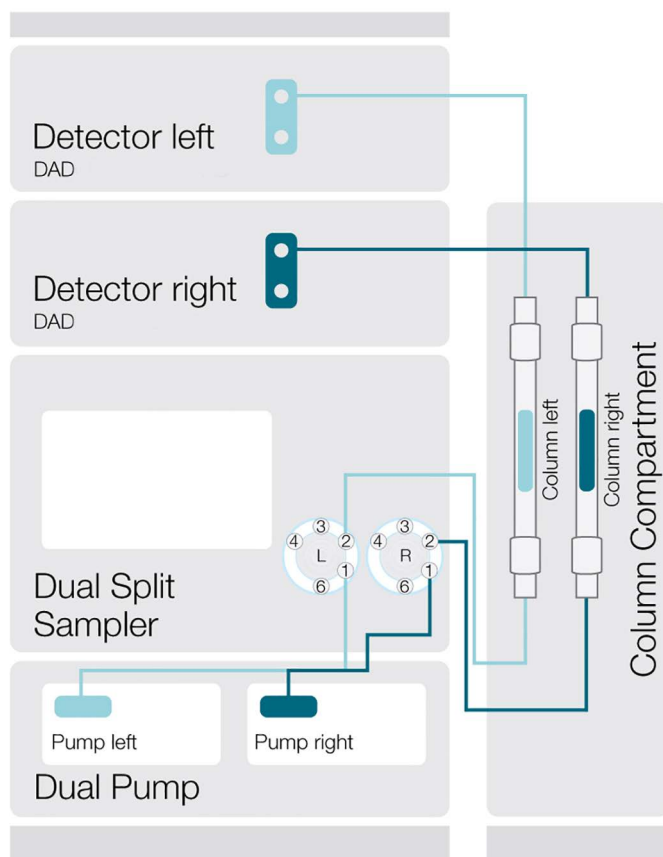 Detector left
DAD
Detector right
DAD
Column left
Column right
Column Compartment
3
4
2
L
1
6
3
4
2
R
1
6
Dual Split
Sampler
Pump left
Pump right
Dual Pump